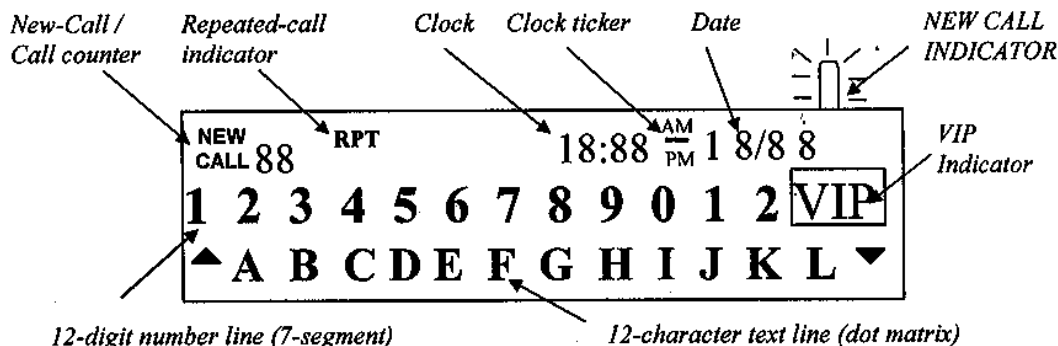 New-Call / Call counter
Repeated-call indicator
Clock
Clock ticker
Date
NEW CALL INDICATOR
NEW CALL 88
RPT
18:88
AM
PM
1 8/8 8
VIP Indicator
1 2 3 4 5 6 7 8 9 0 1 2 VIP
A B C D E F G H I J K L
12-digit number line (7-segment)
12-character text line (dot matrix)